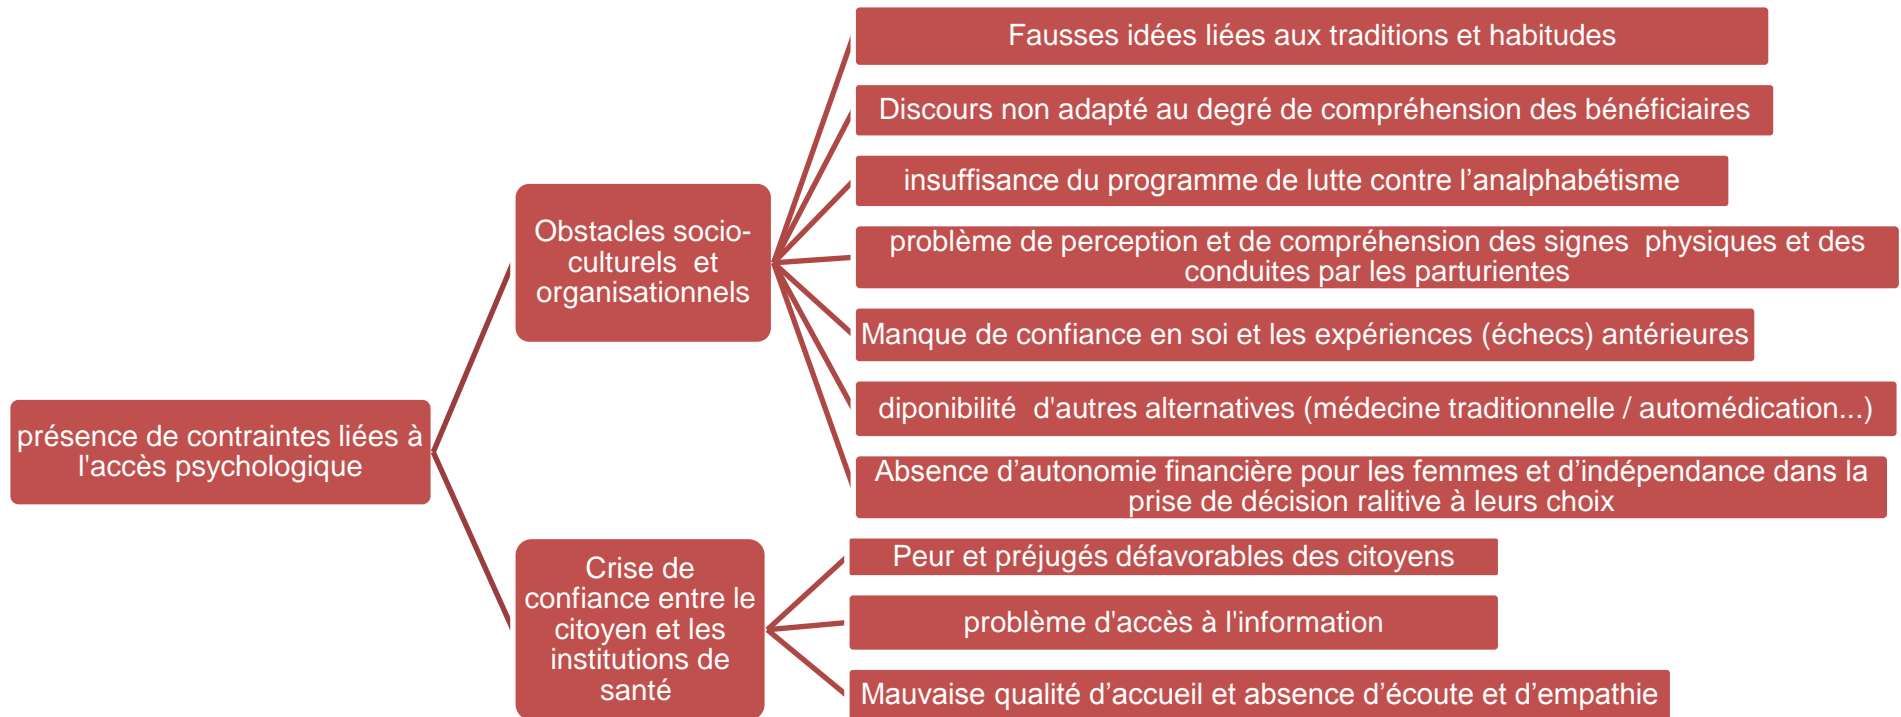 présence de contraintes liées à
l'accès psychologique
Obstacles socio-
culturels et
organisationnels
Fausses idées liées aux traditions et habitudes
Discours non adapté au degré de compréhension des bénéficiaires
insuffisance du programme de lutte contre l’analphabétisme
problème de perception et de compréhension des signes physiques et des
conduites par les parturientes
Manque de confiance en soi et les expériences (échecs) antérieures
diponibilité d'autres alternatives (médecine traditionnelle / automédication...)
Absence d’autonomie financière pour les femmes et d’indépendance dans la
prise de décision ralitive à leurs choix
Crise de
confiance entre le
citoyen et les
institutions de
santé
Peur et préjugés défavorables des citoyens
problème d'accès à l'information
Mauvaise qualité d’accueil et absence d’écoute et d’empathie